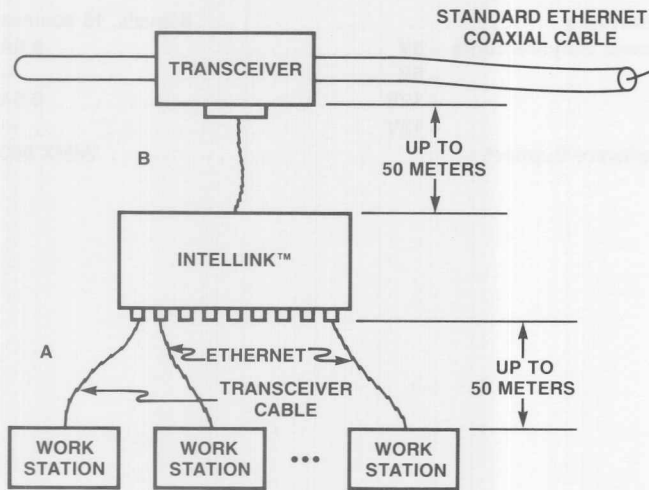 STANDARD ETHERNET
COAXIAL CABLE
TRANSCEIVER
B
UP TO
50 METERS
INTELLINK™
A
ETHERNET
TRANSCEIVER
CABLE
UP TO
50 METERS
WORK
STATION
WORK
STATION
•••
WORK
STATION